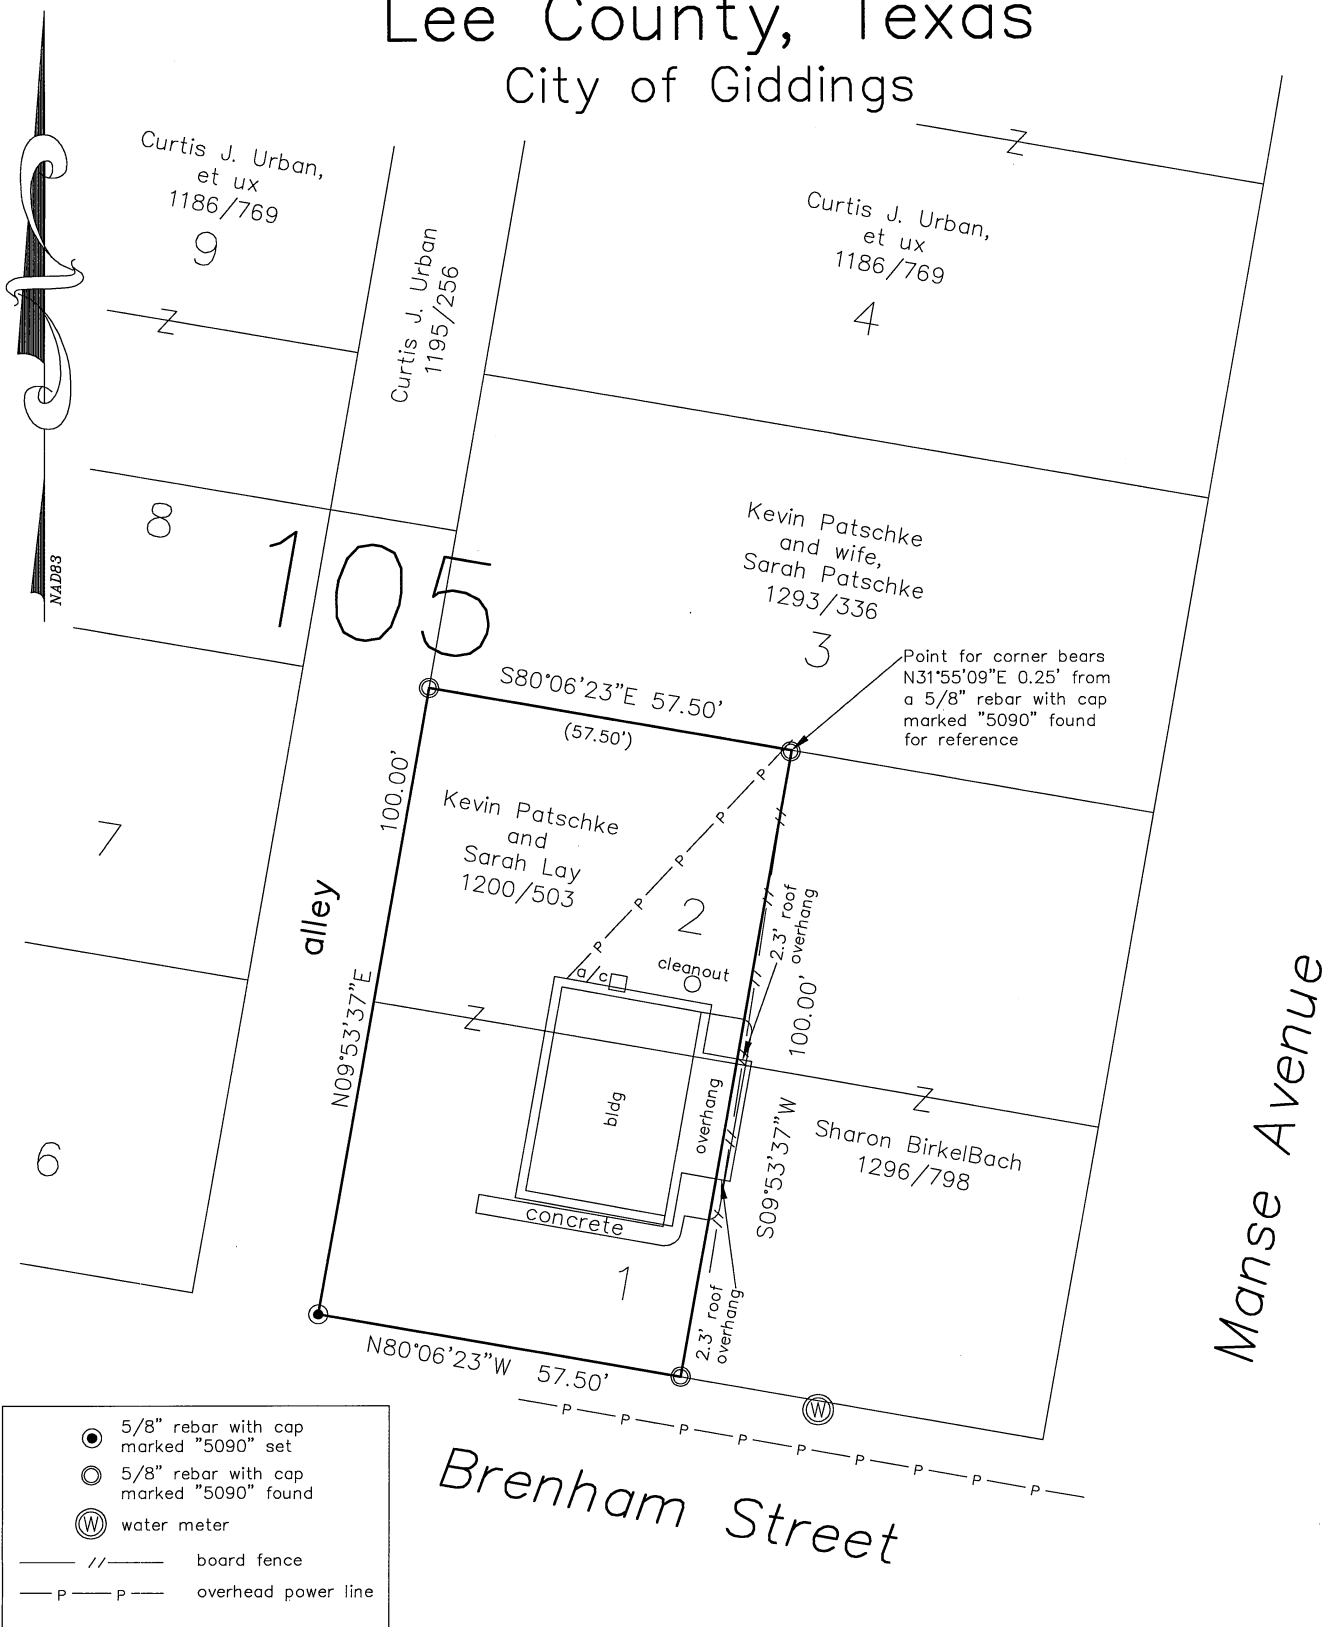 Lee County, Texas
City of Giddings
Curtis J. Urban,
et ux
1186/769
9
Curtis J. Urban
1195/256
Curtis J. Urban,
et ux
1186/769
4
Z
Z
NAD83
8
105
Kevin Patschke
and wife,
Sarah Patschke
1293/336
3
Point for corner bears
N31°55'09"E 0.25' from
a 5/8" rebar with cap
marked "5090" found
for reference
S80°06'23"E 57.50'
(57.50')
100.00'
N09°53'37"E
7
alley
Kevin Patschke
and
Sarah Lay
1200/503
P
P
P
P
P
2
2.3' roof
overhang
a/c
cleanout
100.00'
S09°53'37"W
Z
Z
bldg
overhang
Sharon BirkelBach
1296/798
6
concrete
1
2.3' roof
overhang
Manse Avenue
N80°06'23"W 57.50'
W
P P P P P P P P P
Brenham Street
5/8" rebar with cap
marked "5090" set
5/8" rebar with cap
marked "5090" found
W water meter
// board fence
P P overhead power line